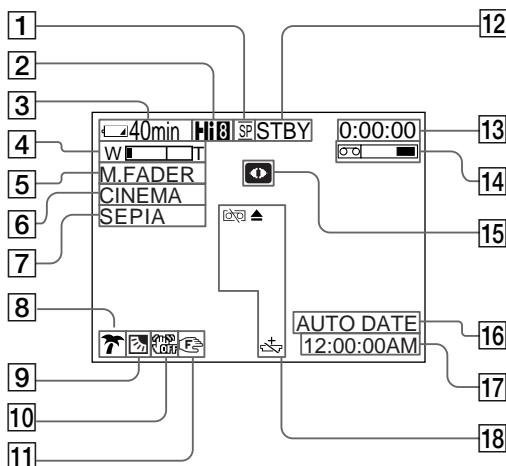 1
2
3
4
5
6
7
8
9
10
11
12
13
14
15
16
17
18
40min Hi8 SP STBY 0:00:00
W T
M.FADER
CINEMA
SEPIA
OFF F
AUTO DATE
12:00:00AM